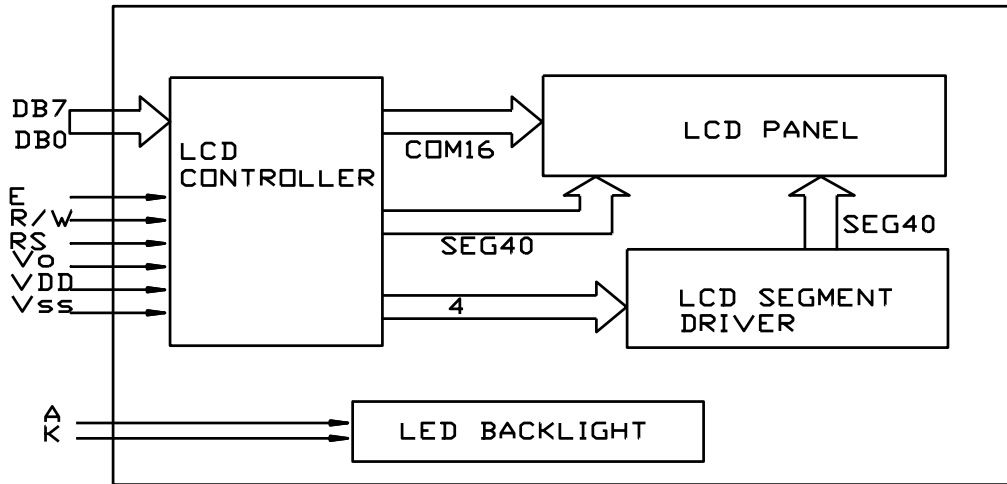 DB7
DB0
LCD
CONTROLLER
COM16
LCD PANEL
E
R/W
RS
Vo
VDD
Vss
SEG40
SEG40
4
LCD SEGMENT
DRIVER
A
K
LED BACKLIGHT